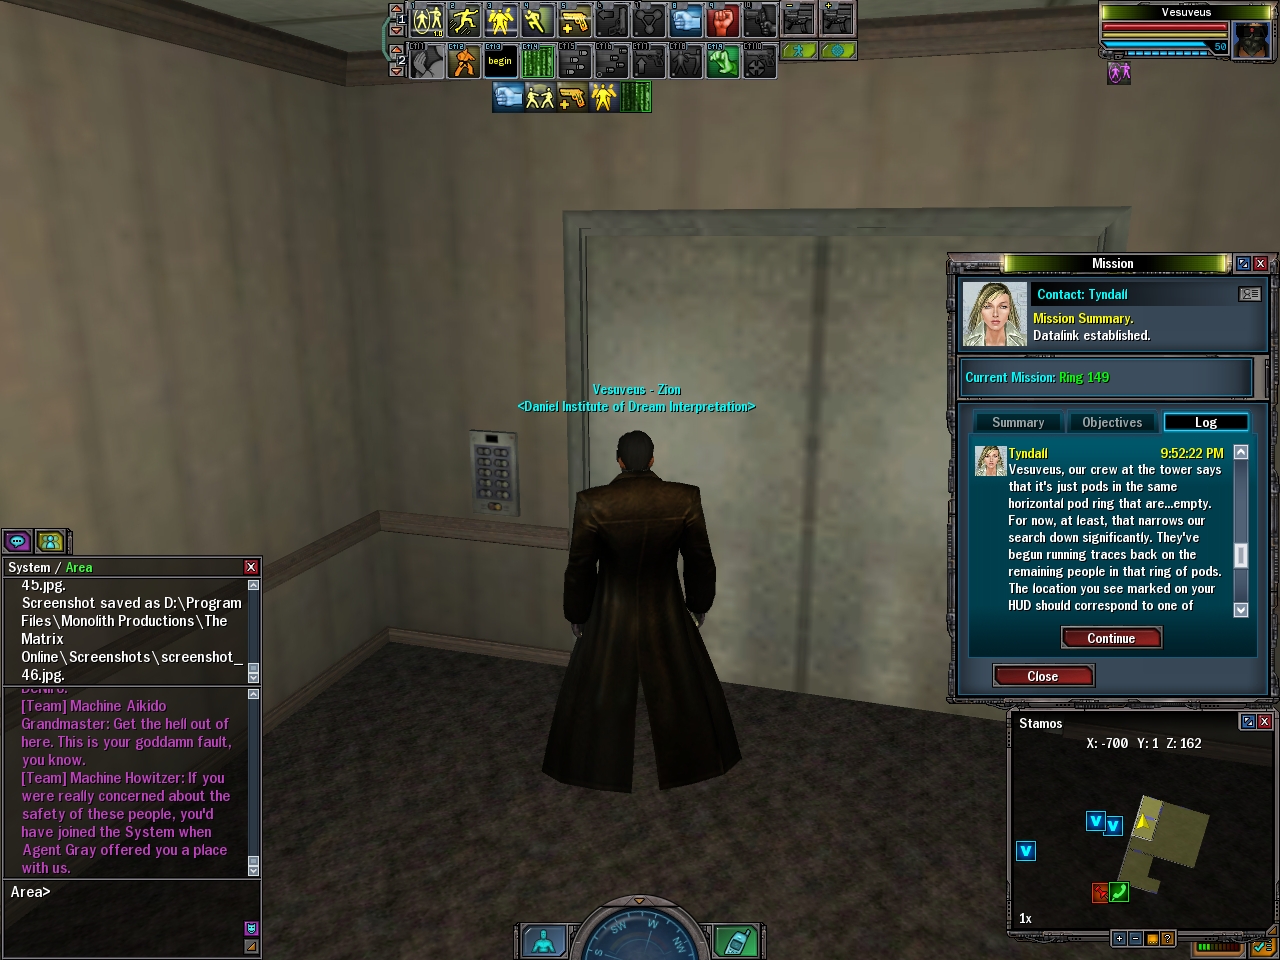 Vesuveus
50
1
2
begin
Mission
Contact: Tyndall
Mission Summary.
Datalink established.
Current Mission: Ring 149
Summary
Objectives
Log
Tyndall
9:52:22 PM
Vesuveus, our crew at the tower says
that it's just pods in the same
horizontal pod ring that are...empty.
For now, at least, that narrows our
search down significantly. They've
begun running traces back on the
remaining people in that ring of pods.
The location you see marked on your
HUD should correspond to one of
Continue
Close
Vesuveus - Zion
<Daniel Institute of Dream Interpretation>
System / Area
45.jpg.
Screenshot saved as D:\Program
Files\Monolith Productions\The
Matrix
Online\Screenshots\screenshot_
46.jpg.
DeNiro.
[Team] Machine Aikido
Grandmaster: Get the hell out of
here. This is your goddamn fault,
you know.
[Team] Machine Howitzer: If you
were really concerned about the
safety of these people, you'd
have joined the System when
Agent Gray offered you a place
with us.
Area>
Stamos
X: -700 Y: 1 Z: 162
V
V
V
1x
SW
W
NW
S